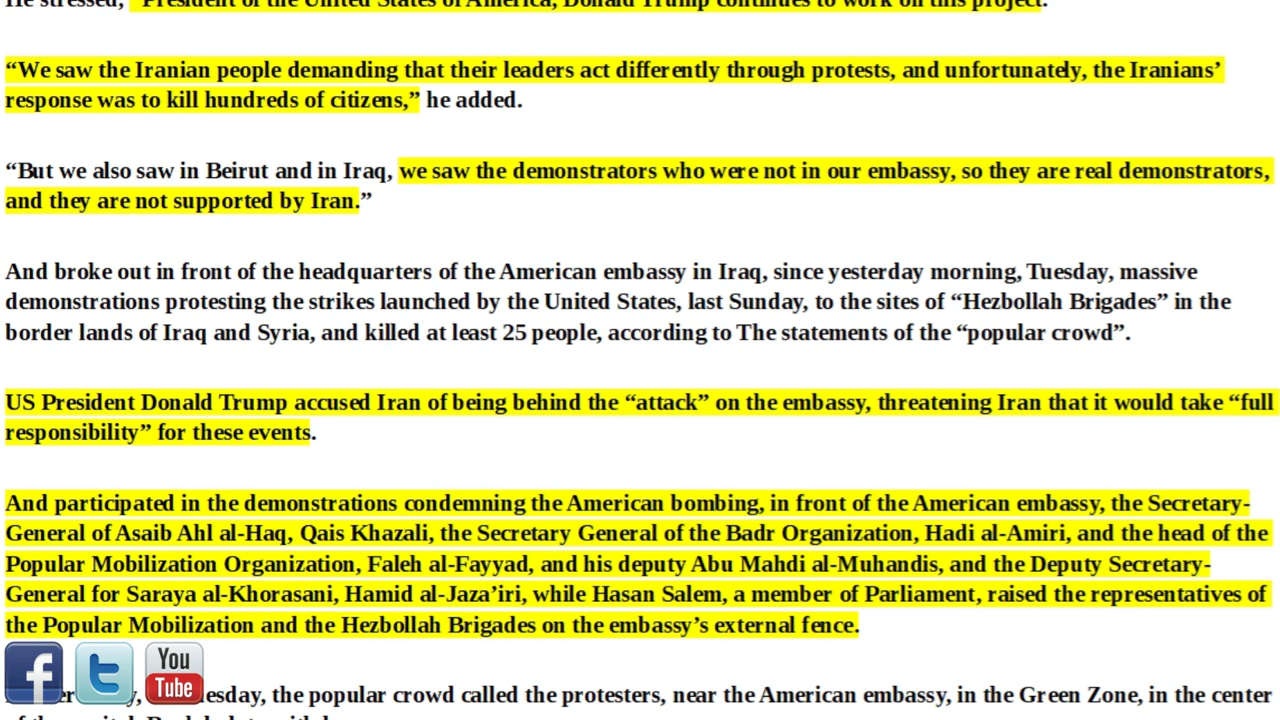 He stressed, “President of the United States of America, Donald Trump continues to work on this project.
“We saw the Iranian people demanding that their leaders act differently through protests, and unfortunately, the Iranians’
response was to kill hundreds of citizens,” he added.
“But we also saw in Beirut and in Iraq, we saw the demonstrators who were not in our embassy, so they are real demonstrators,
and they are not supported by Iran.”
And broke out in front of the headquarters of the American embassy in Iraq, since yesterday morning, Tuesday, massive
demonstrations protesting the strikes launched by the United States, last Sunday, to the sites of “Hezbollah Brigades” in the
border lands of Iraq and Syria, and killed at least 25 people, according to The statements of the “popular crowd”.
US President Donald Trump accused Iran of being behind the “attack” on the embassy, threatening Iran that it would take “full
responsibility” for these events.
And participated in the demonstrations condemning the American bombing, in front of the American embassy, the Secretary-
General of Asaib Ahl al-Haq, Qais Khazali, the Secretary General of the Badr Organization, Hadi al-Amiri, and the head of the
Popular Mobilization Organization, Faleh al-Fayyad, and his deputy Abu Mahdi al-Muhandis, and the Deputy Secretary-
General for Saraya al-Khorasani, Hamid al-Jaza’iri, while Hasan Salem, a member of Parliament, raised the representatives of
the Popular Mobilization and the Hezbollah Brigades on the embassy’s external fence.
You
Tube
the popular crowd called the protesters, near the American embassy, in the Green Zone, in the center